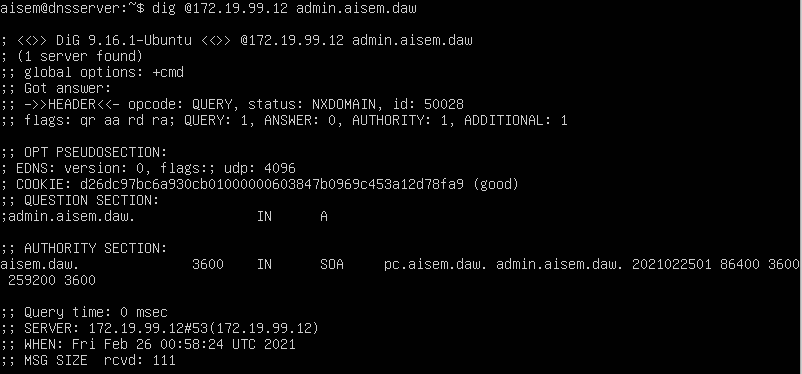 aisem@dnsserver:~$ dig @172.19.99.12 admin.aisem.daw

; <<>> DiG 9.16.1-Ubuntu <<>> @172.19.99.12 admin.aisem.daw
; (1 server found)
;; global options: +cmd
;; Got answer:
;; ->>HEADER<<- opcode: QUERY, status: NXDOMAIN, id: 50028
;; flags: qr aa rd ra; QUERY: 1, ANSWER: 0, AUTHORITY: 1, ADDITIONAL: 1

;; OPT PSEUDOSECTION:
; EDNS: version: 0, flags:; udp: 4096
; COOKIE: d26dc97bc6a930cb01000000603847b0969c453a12d78fa9 (good)
;; QUESTION SECTION:
;admin.aisem.daw.               IN      A

;; AUTHORITY SECTION:
aisem.daw.              3600    IN      SOA     pc.aisem.daw. admin.aisem.daw. 2021022501 86400 3600
 259200 3600

;; Query time: 0 msec
;; SERVER: 172.19.99.12#53(172.19.99.12)
;; WHEN: Fri Feb 26 00:58:24 UTC 2021
;; MSG SIZE  rcvd: 111